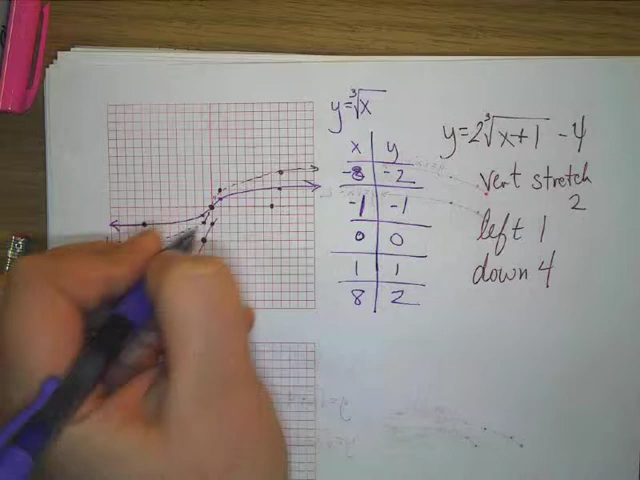 y=∛x
x y
-8 -2
-1 -1
0 0
1 1
8 2
y=2∛x+1 -4
vert stretch
2
left 1
down 4